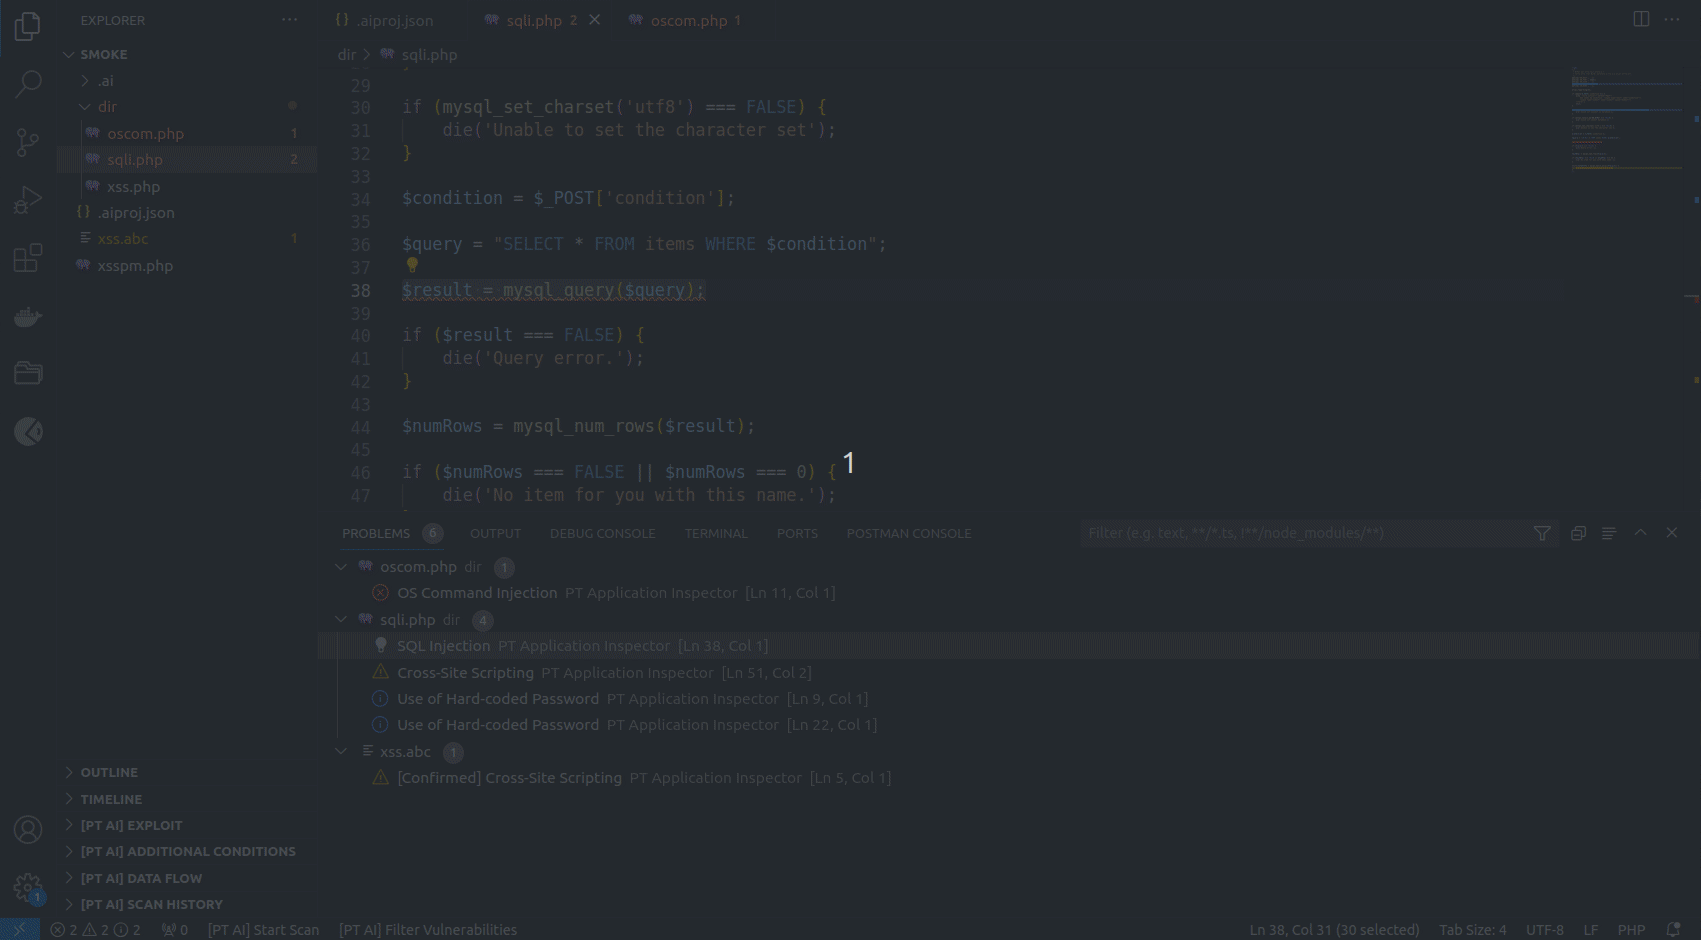 EXPLORER
SMOKE
.ai
dir
oscom.php 1
sqli.php 2
xss.php
.aiproj.json
xss.abc 1
xsspm.php
OUTLINE
TIMELINE
[PT AI] EXPLOIT
[PT AI] ADDITIONAL CONDITIONS
[PT AI] DATA FLOW
[PT AI] SCAN HISTORY
1
.aiproj.json sqli.php 2 oscom.php 1
dir > sqli.php
29
30 if (mysql_set_charset('utf8') === FALSE) {
31 die('Unable to set the character set');
32 }
33
34 $condition = $_POST['condition'];
35
36 $query = "SELECT * FROM items WHERE $condition";
37
38 $result = mysql_query($query);
39
40 if ($result === FALSE) {
41 die('Query error.');
42 }
43
44 $numRows = mysql_num_rows($result);
45
46 if ($numRows === FALSE || $numRows === 0) {
47 die('No item for you with this name.');
1
PROBLEMS 6 OUTPUT DEBUG CONSOLE TERMINAL PORTS POSTMAN CONSOLE Filter (e.g. text, **/*.ts, !**/node_modules/**)
oscom.php dir 1
OS Command Injection PT Application Inspector [Ln 11, Col 1]
sqli.php dir 4
SQL Injection PT Application Inspector [Ln 38, Col 1]
Cross-Site Scripting PT Application Inspector [Ln 51, Col 2]
Use of Hard-coded Password PT Application Inspector [Ln 9, Col 1]
Use of Hard-coded Password PT Application Inspector [Ln 22, Col 1]
xss.abc 1
[Confirmed] Cross-Site Scripting PT Application Inspector [Ln 5, Col 1]
2 2 2 0 [PT AI] Start Scan [PT AI] Filter Vulnerabilities Ln 38, Col 31 (30 selected) Tab Size: 4 UTF-8 LF PHP